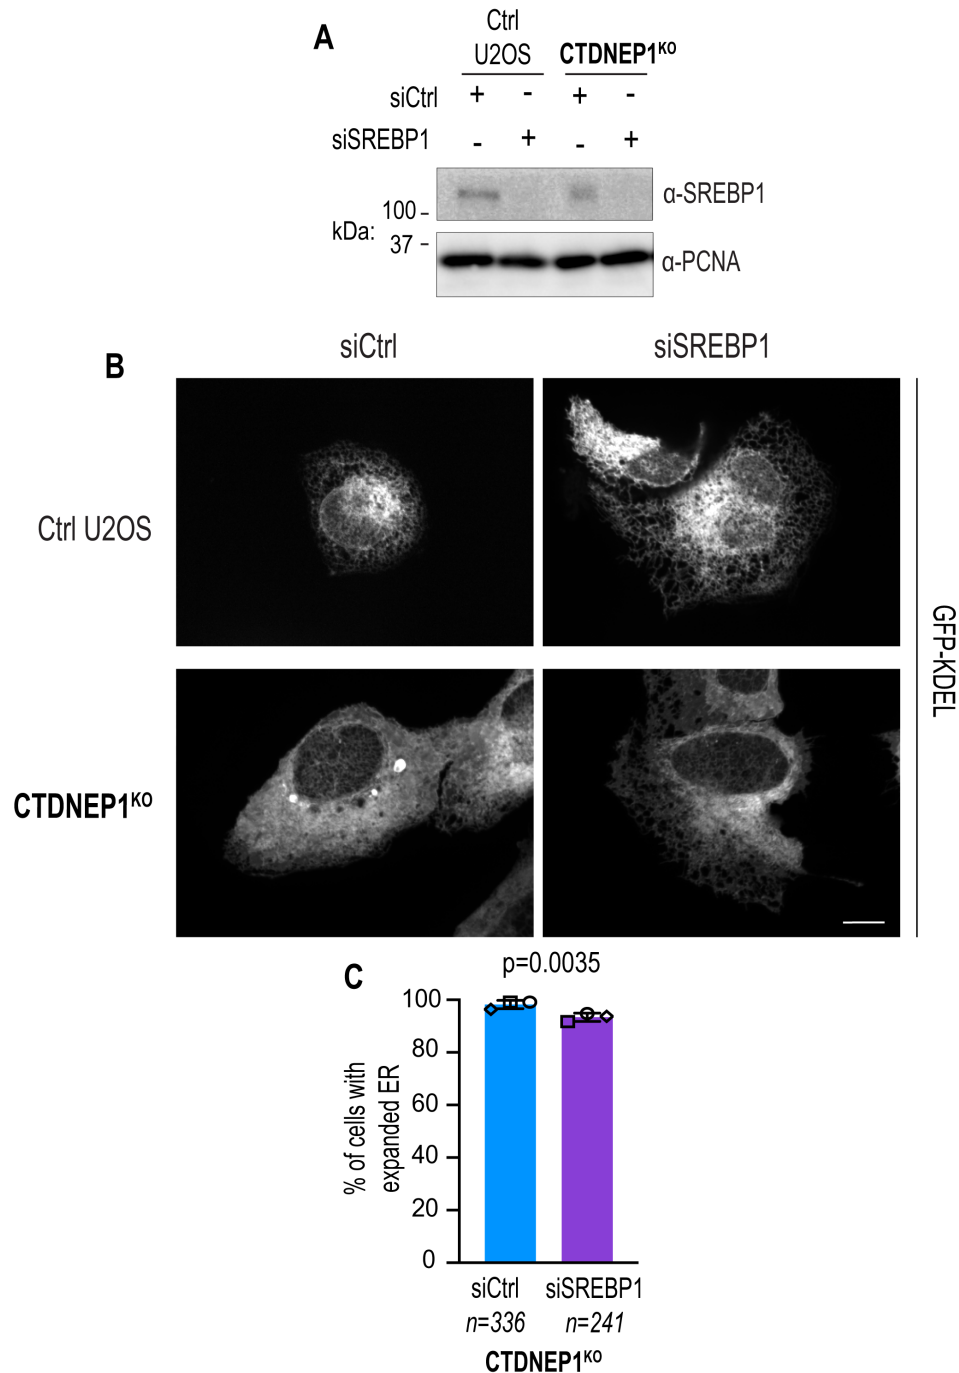 A
Ctrl
U2OS CTDNEP1KO
siCtrl + - + -
siSREBP1 - + - +
α-SREBP1
100
kDa:
37
α-PCNA
B
siCtrl siSREBP1
Ctrl U2OS
CTDNEP1KO
GFP-KDEL
C
p=0.0035
% of cells with
expanded ER
100
80
60
40
20
0
siCtrl siSREBP1
n=336 n=241
CTDNEP1KO